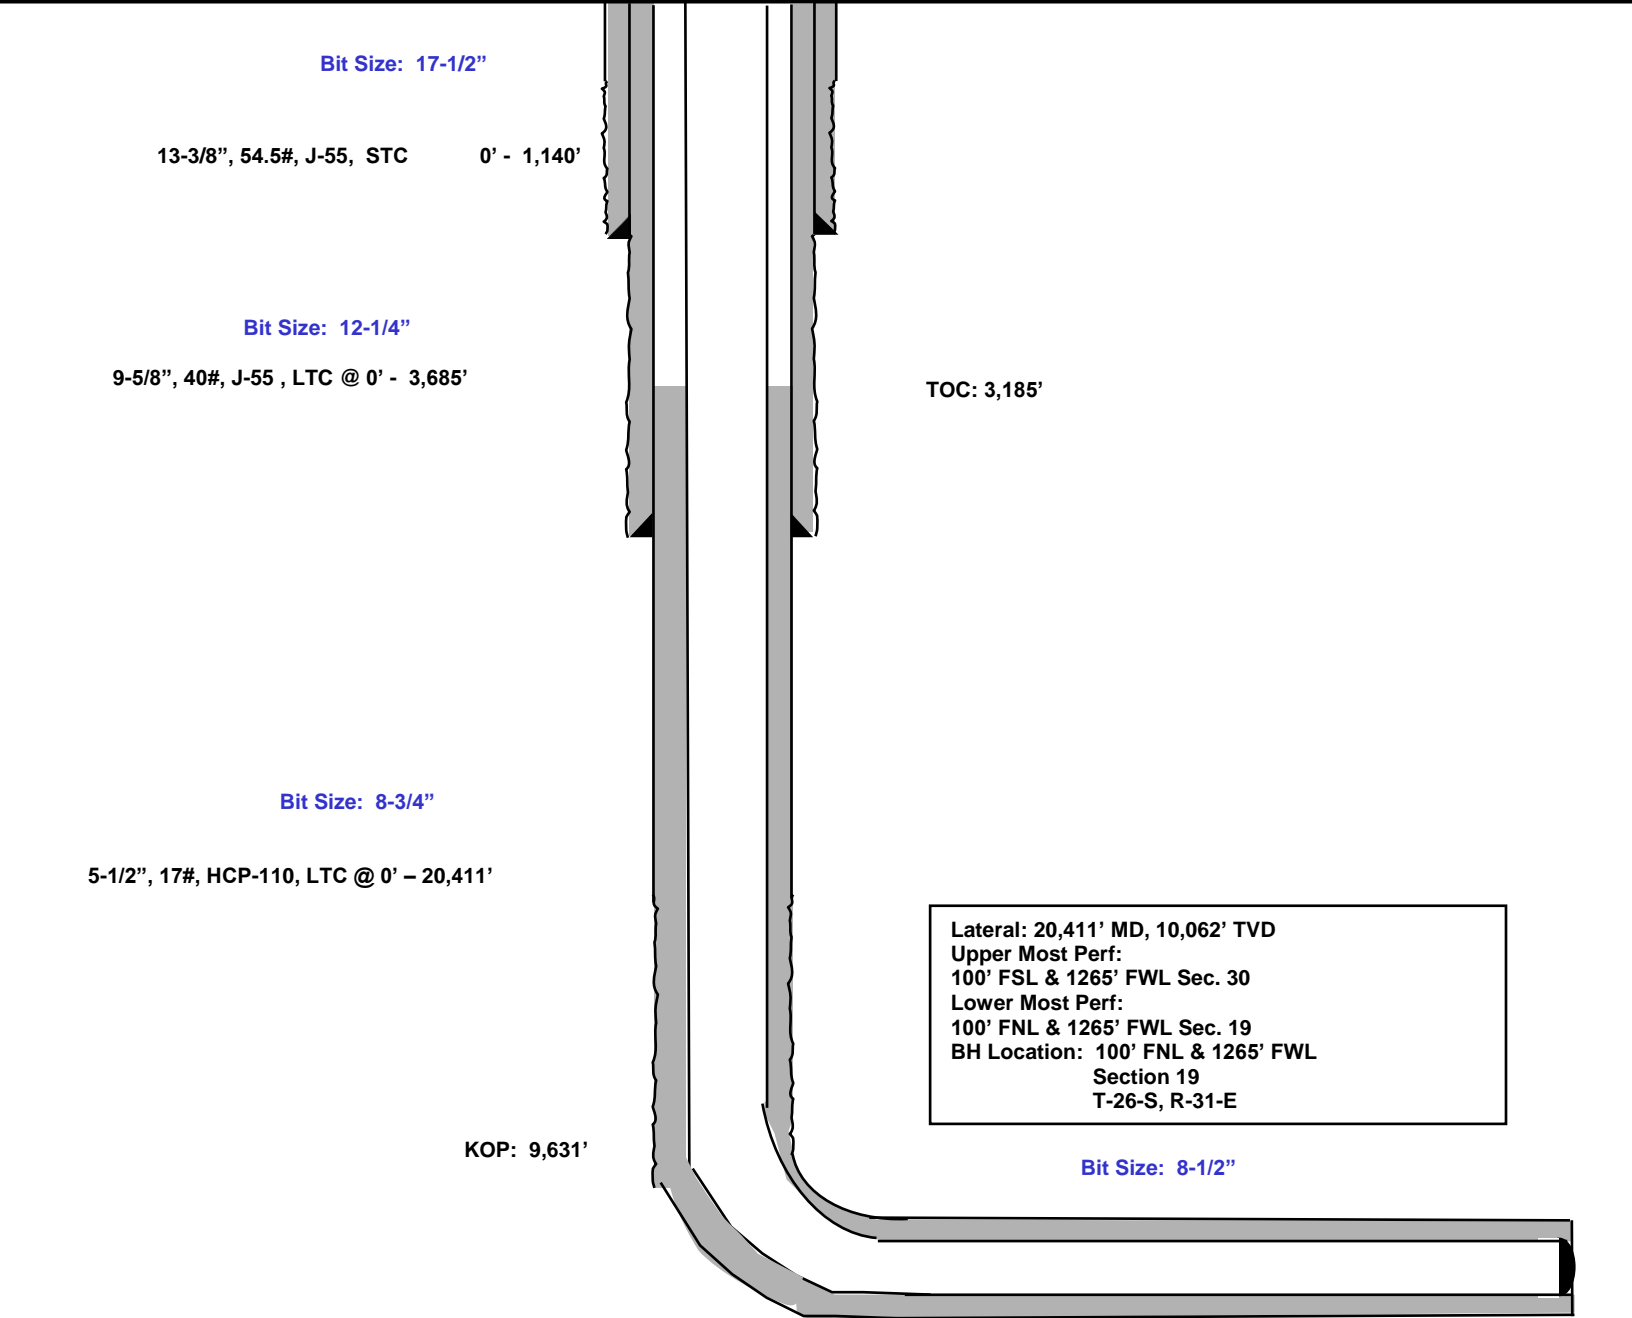 Bit Size: 17-1/2”
13-3/8”, 54.5#, J-55, STC 0’ - 1,140’
Bit Size: 12-1/4”
9-5/8”, 40#, J-55 , LTC @ 0’ - 3,685’
TOC: 3,185’
Bit Size: 8-3/4”
5-1/2”, 17#, HCP-110, LTC @ 0’ – 20,411’
Lateral: 20,411’ MD, 10,062’ TVD
Upper Most Perf:
100’ FSL & 1265’ FWL Sec. 30
Lower Most Perf:
100’ FNL & 1265’ FWL Sec. 19
BH Location: 100’ FNL & 1265’ FWL
Section 19
T-26-S, R-31-E
KOP: 9,631’
Bit Size: 8-1/2”